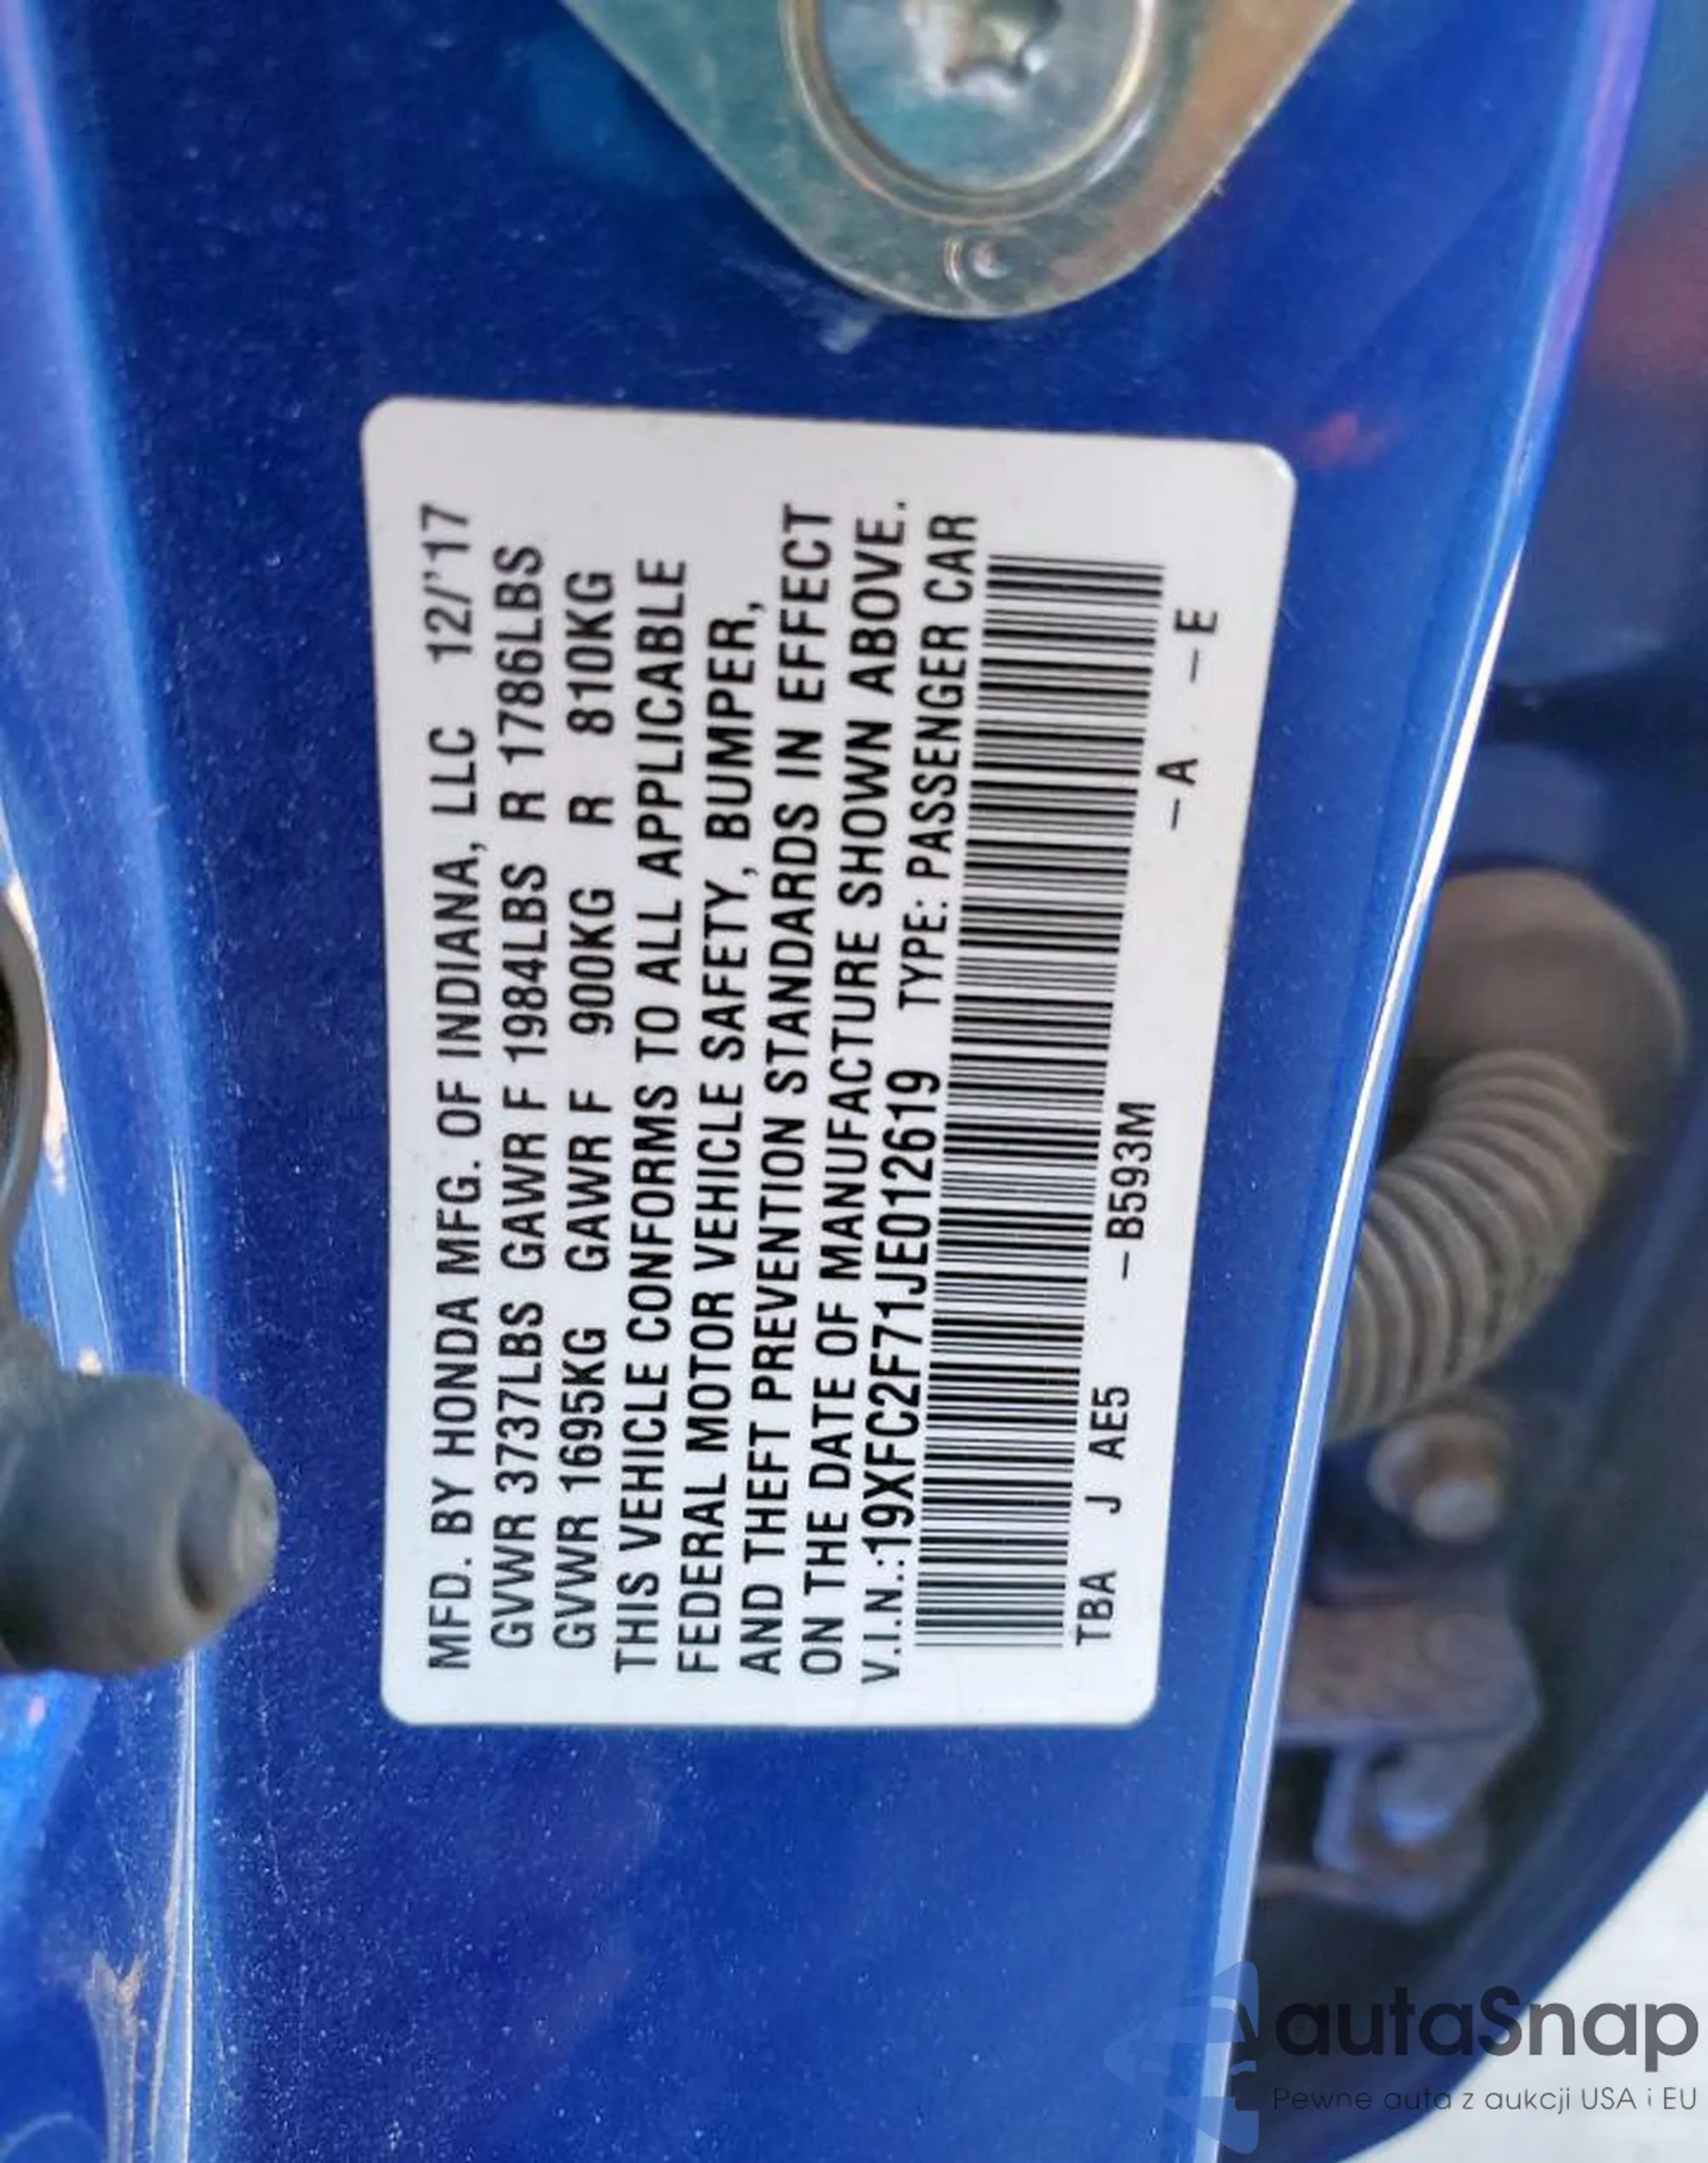 MFD. BY HONDA MFG. OF INDIANA, LLC 12/'17
GVWR 3737LBS GAWR F 1984LBS R 1786LBS
GVWR 1695KG GAWR F 900KG R 810KG
THIS VEHICLE CONFORMS TO ALL APPLICABLE
FEDERAL MOTOR VEHICLE SAFETY, BUMPER,
AND THEFT PREVENTION STANDARDS IN EFFECT
ON THE DATE OF MANUFACTURE SHOWN ABOVE.
V.I.N.:19XFC2F71JE012619 TYPE: PASSENGER CAR
TBA J AE5 –B593M –A –E
autaSnap
Pewne auta z aukcji USA i EU